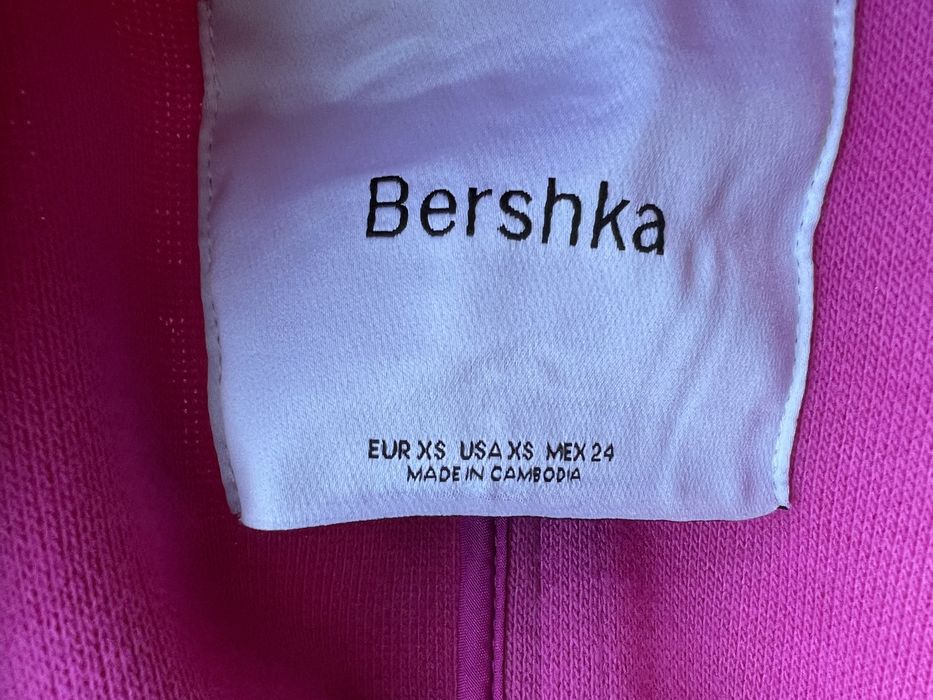 Bershka
EUR XS USA XS MEX 24
MADE IN CAMBODIA